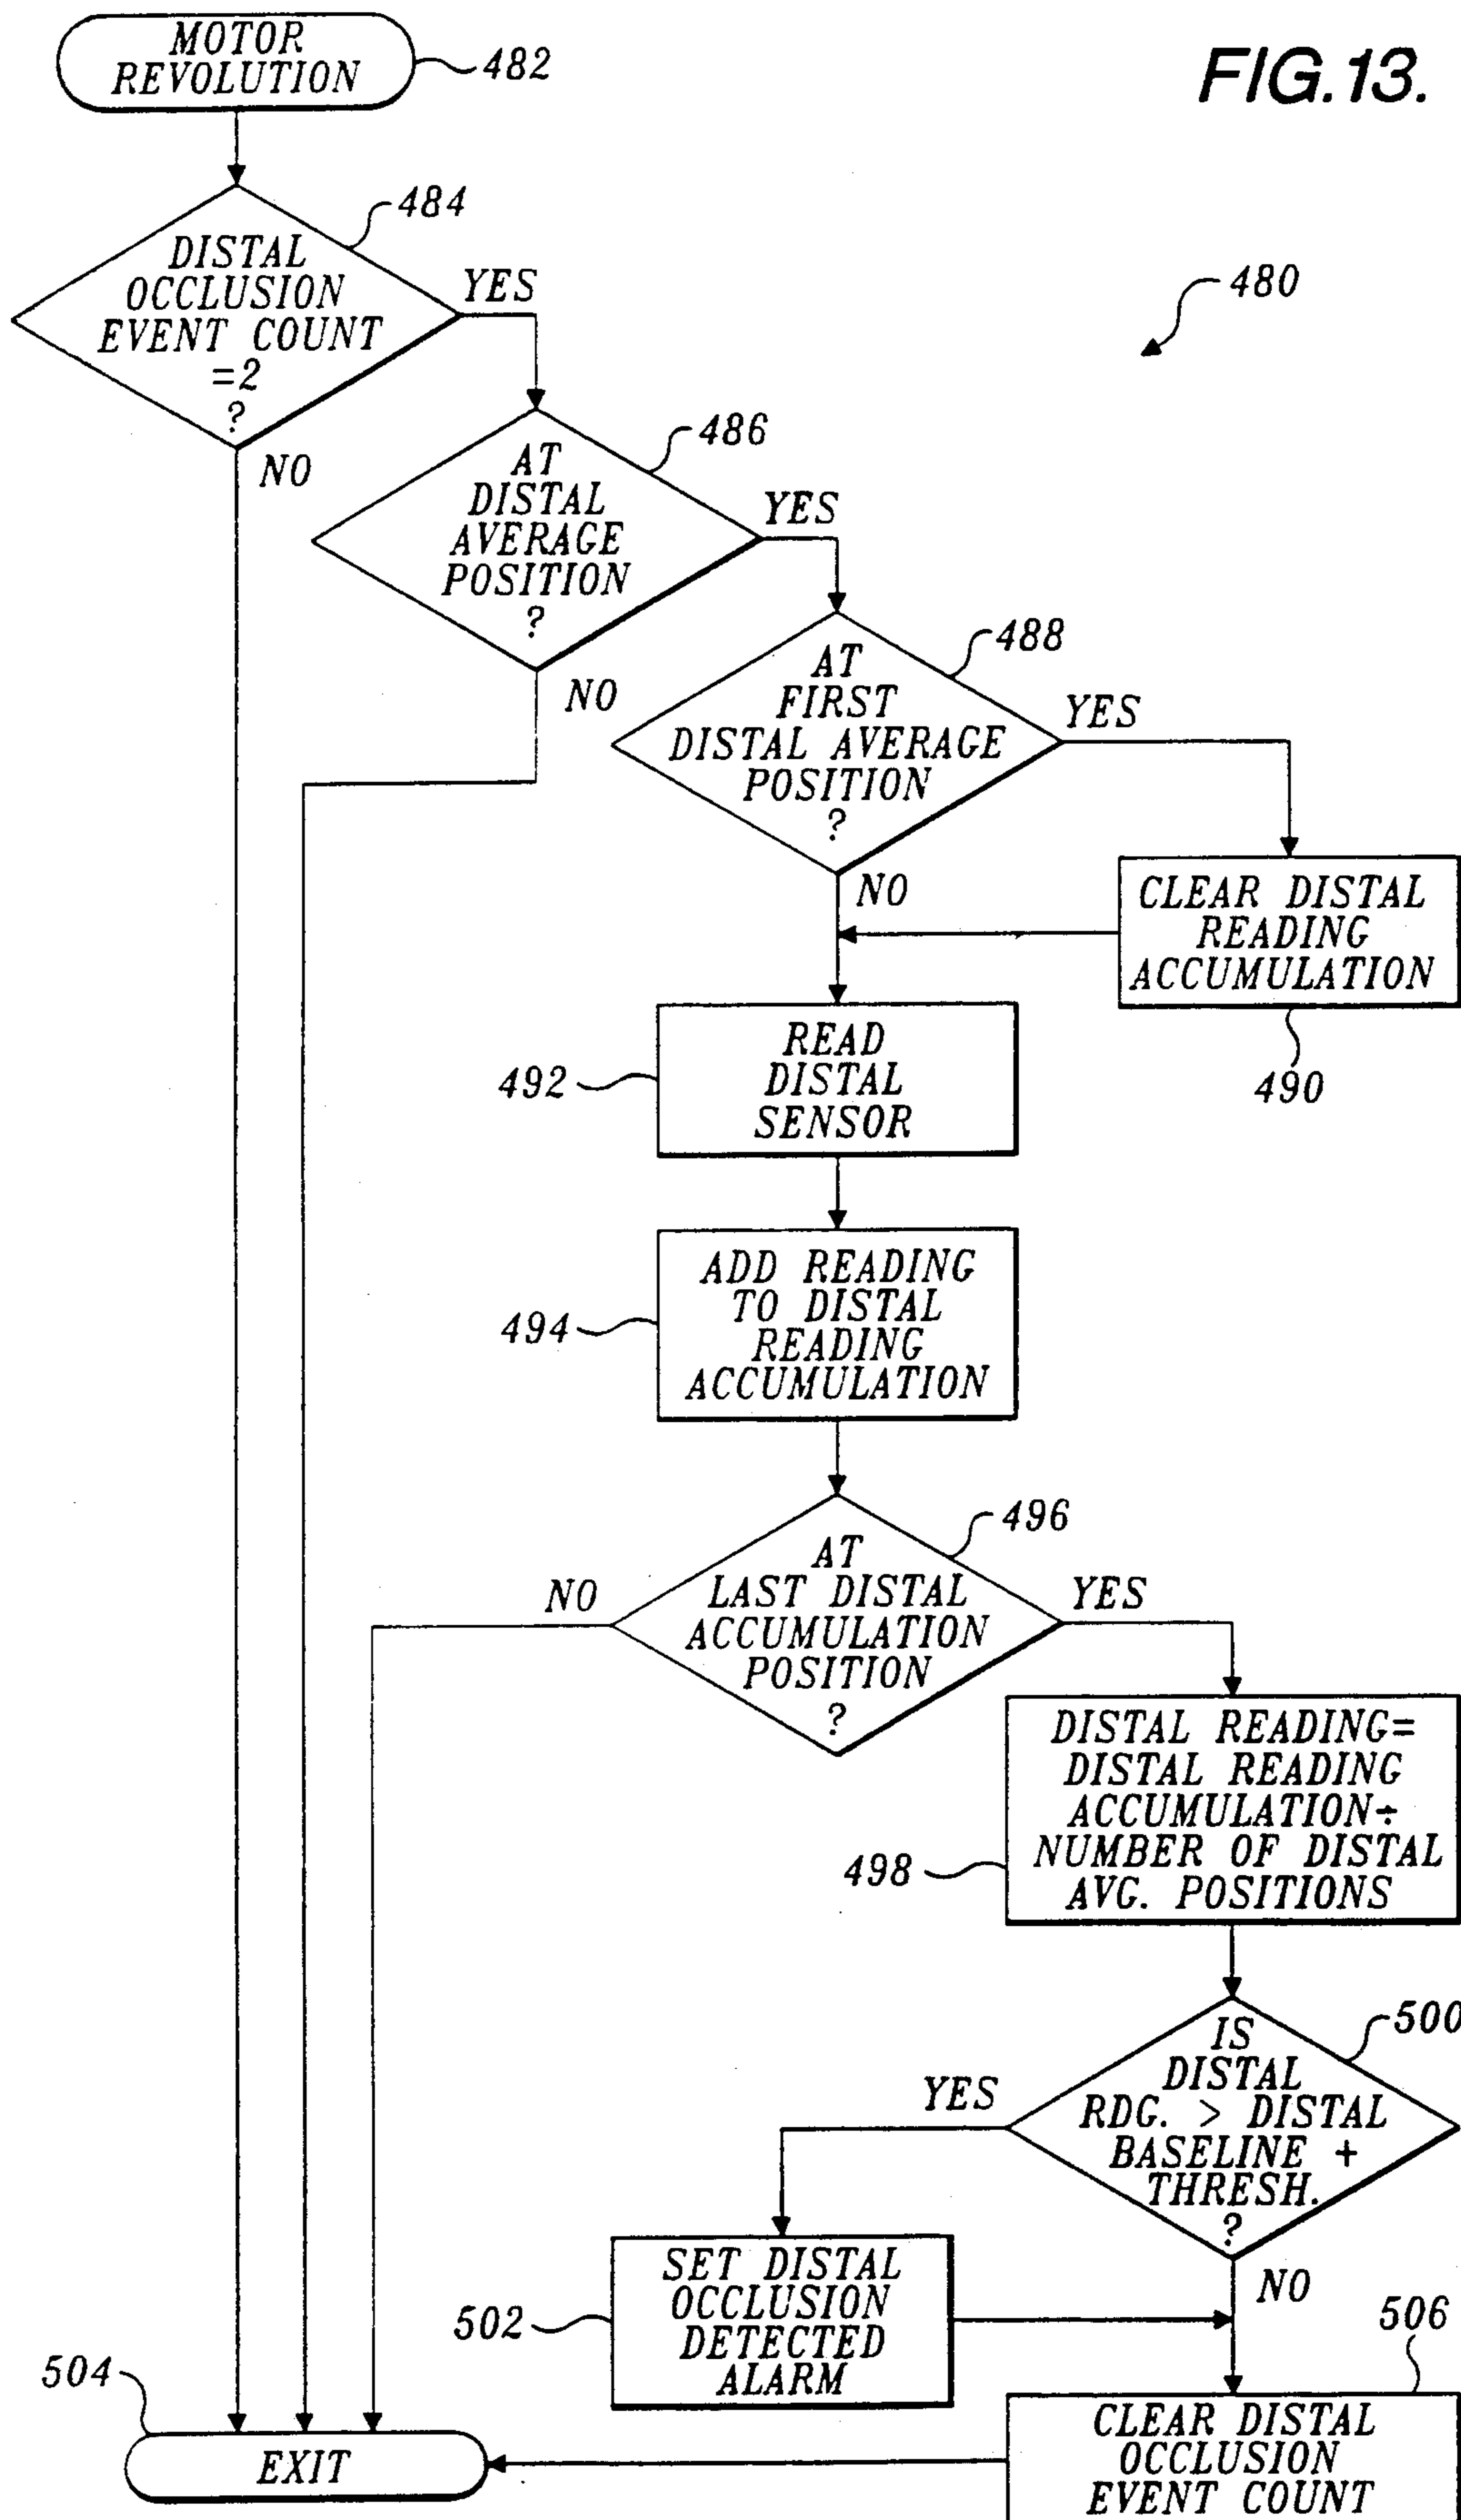 MOTOR
REVOLUTION
482
FIG.13.
484
DISTAL
OCCLUSION
EVENT COUNT
=2
?
YES
480
NO
486
AT
DISTAL
AVERAGE
POSITION
?
YES
NO
488
AT
FIRST
DISTAL AVERAGE
POSITION
?
YES
NO
CLEAR DISTAL
READING
ACCUMULATION
490
READ
DISTAL
SENSOR
492
ADD READING
TO DISTAL
READING
ACCUMULATION
494
496
AT
LAST DISTAL
ACCUMULATION
POSITION
?
NO
YES
DISTAL READING=
DISTAL READING
ACCUMULATION÷
NUMBER OF DISTAL
AVG. POSITIONS
498
500
IS
DISTAL
RDG. > DISTAL
BASELINE +
THRESH.
?
YES
NO
SET DISTAL
OCCLUSION
DETECTED
ALARM
502
506
504
EXIT
CLEAR DISTAL
OCCLUSION
EVENT COUNT